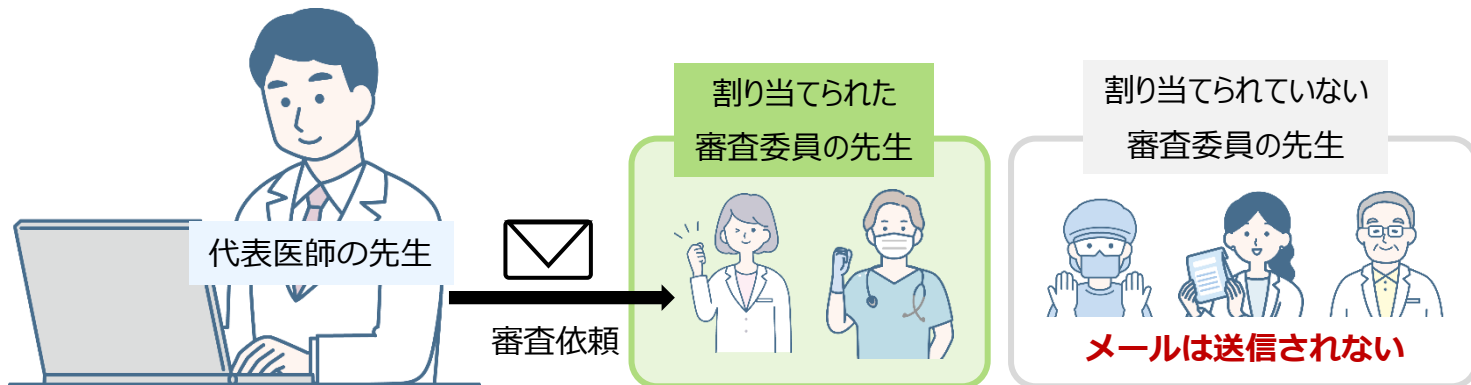 代表医師の先生
審査依頼
割り当てられた
審査委員の先生
割り当てられていない
審査委員の先生
メールは送信されない